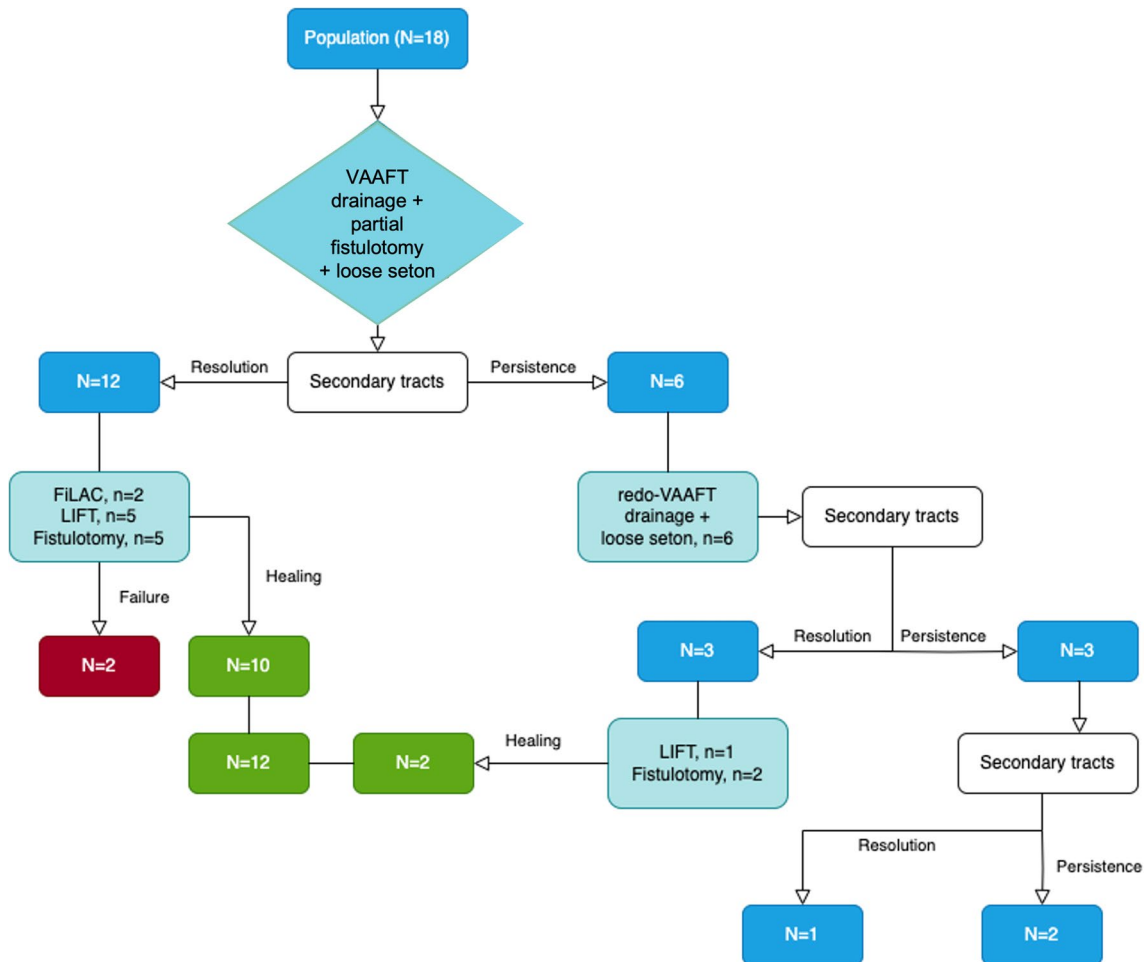 Population (N=18)
VAAFT
drainage +
partial
fistulotomy
+ loose seton
N=12
Resolution
Secondary tracts
Persistence
N=6
FiLAC, n=2
LIFT, n=5
Fistulotomy, n=5
redo-VAAFT
drainage +
loose seton, n=6
Secondary tracts
Failure
Healing
N=2
N=10
N=3
Resolution
Persistence
N=3
N=12
N=2
Healing
LIFT, n=1
Fistulotomy, n=2
Secondary tracts
Resolution
Persistence
N=1
N=2